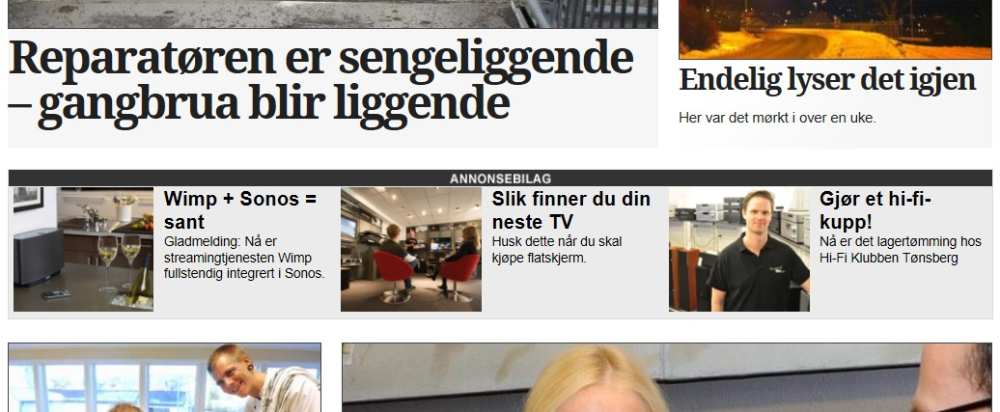 Reparatøren er sengeliggende
– gangbrua blir liggende
Endelig lyser det igjen
Her var det mørkt i over en uke.
ANNONSEBILAG
Wimp + Sonos =
sant
Gladmelding: Nå er
streamingtjenesten Wimp
fullstendig integrert i Sonos.
Slik finner du din
neste TV
Husk dette når du skal
kjøpe flatskjerm.
Gjør et hi-fi-
kupp!
Nå er det lagertømming hos
Hi-Fi Klubben Tønsberg